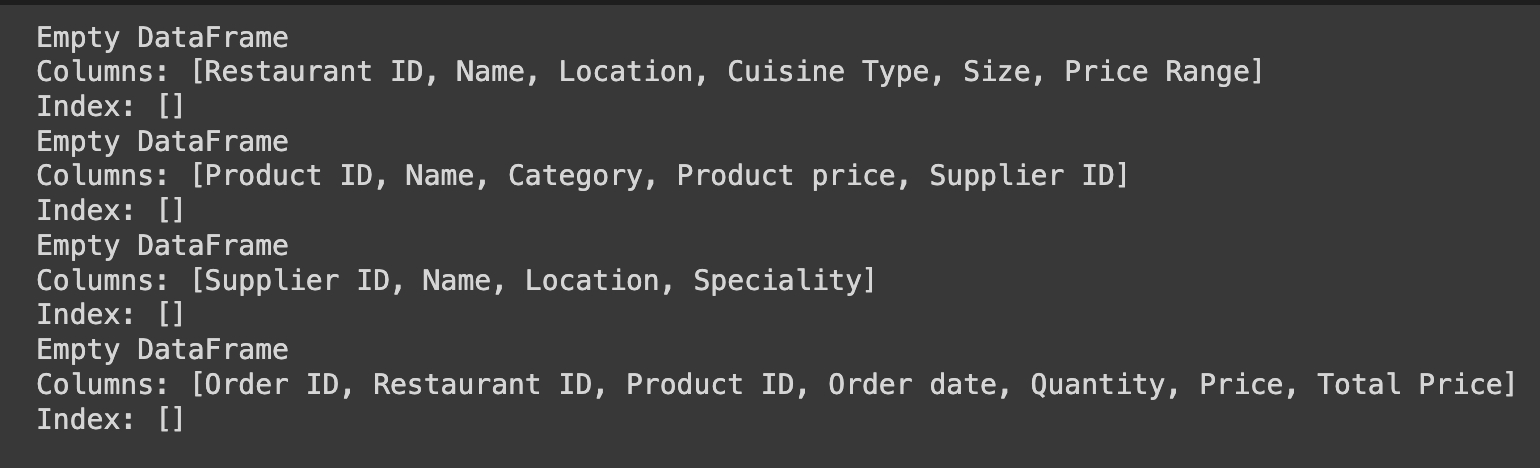 Empty DataFrame
Columns: [Restaurant ID, Name, Location, Cuisine Type, Size, Price Range]
Index: []
Empty DataFrame
Columns: [Product ID, Name, Category, Product price, Supplier ID]
Index: []
Empty DataFrame
Columns: [Supplier ID, Name, Location, Speciality]
Index: []
Empty DataFrame
Columns: [Order ID, Restaurant ID, Product ID, Order date, Quantity, Price, Total Price]
Index: []